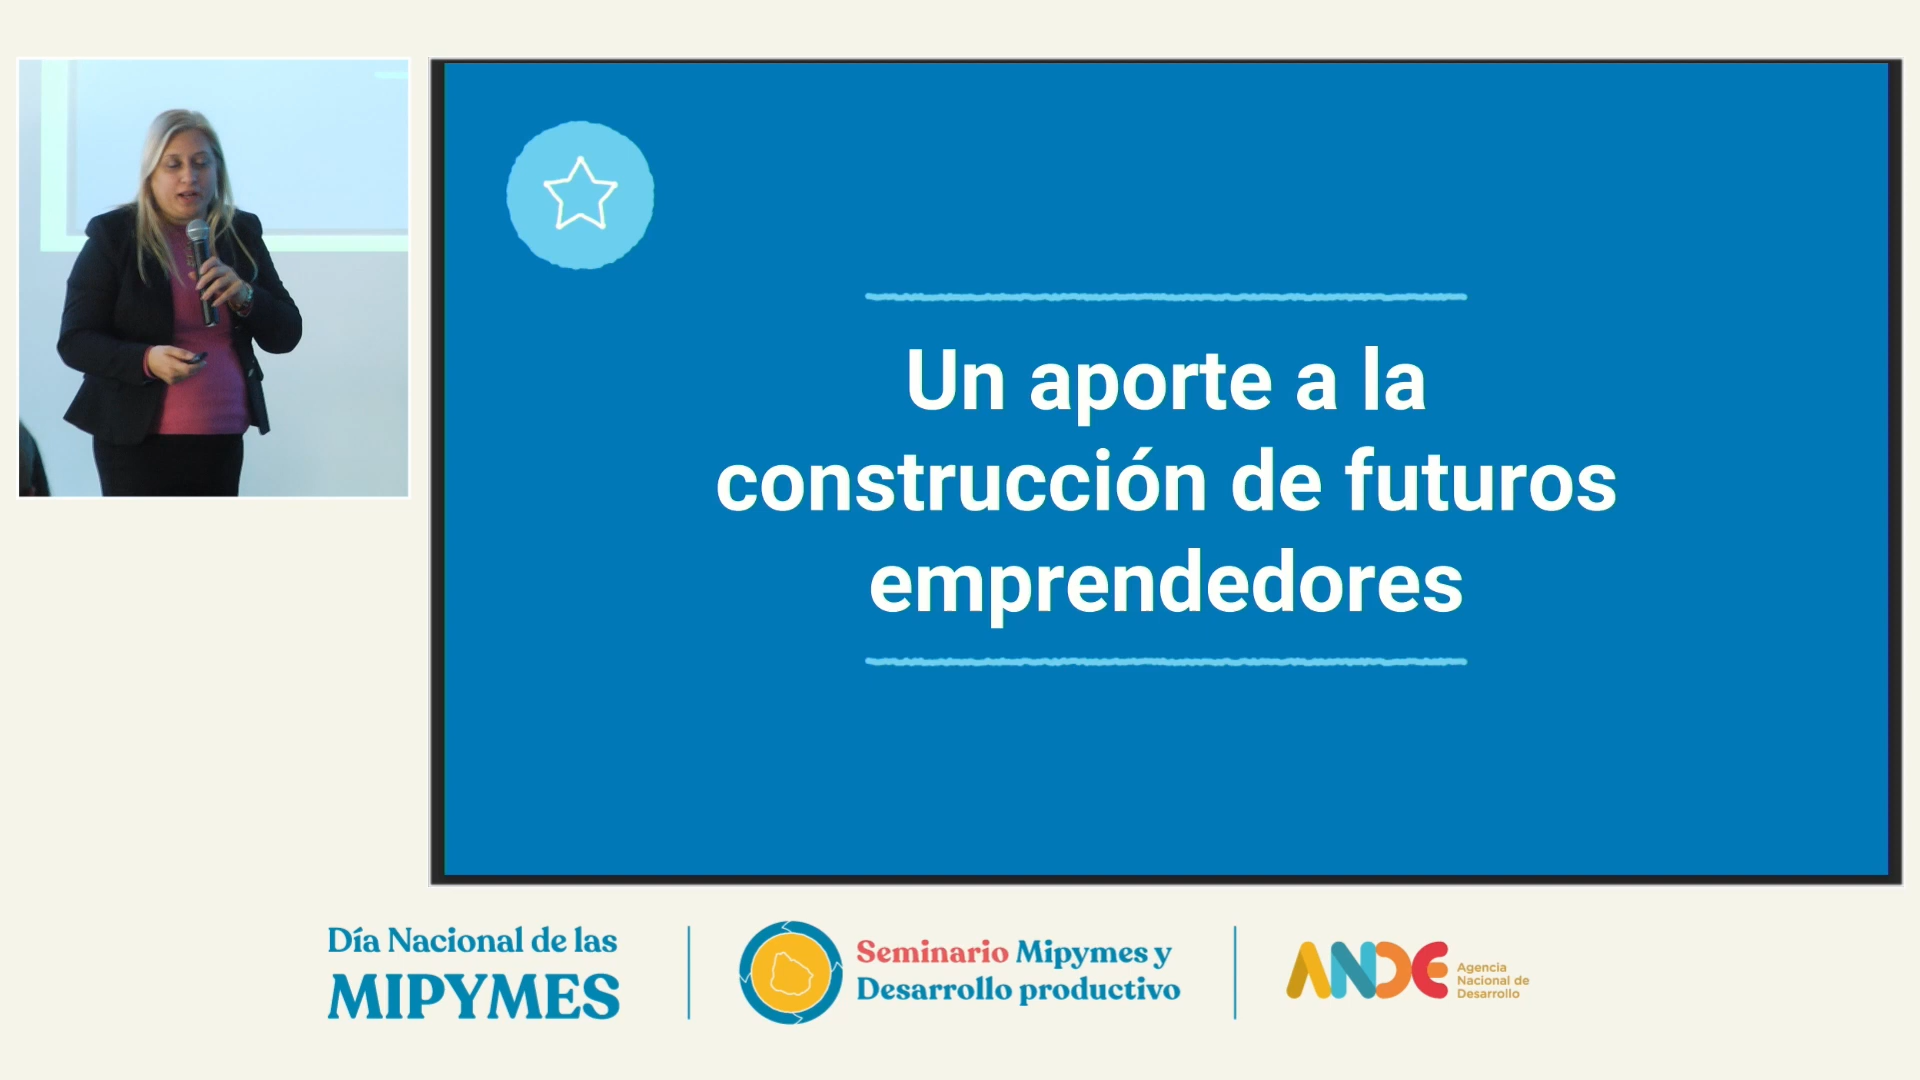 Un aporte a la
construcción de futuros
emprendedores
Día Nacional de las
MIPYMES
Seminario Mipymes y
Desarrollo productivo
ANDE
Agencia
Nacional de
Desarrollo